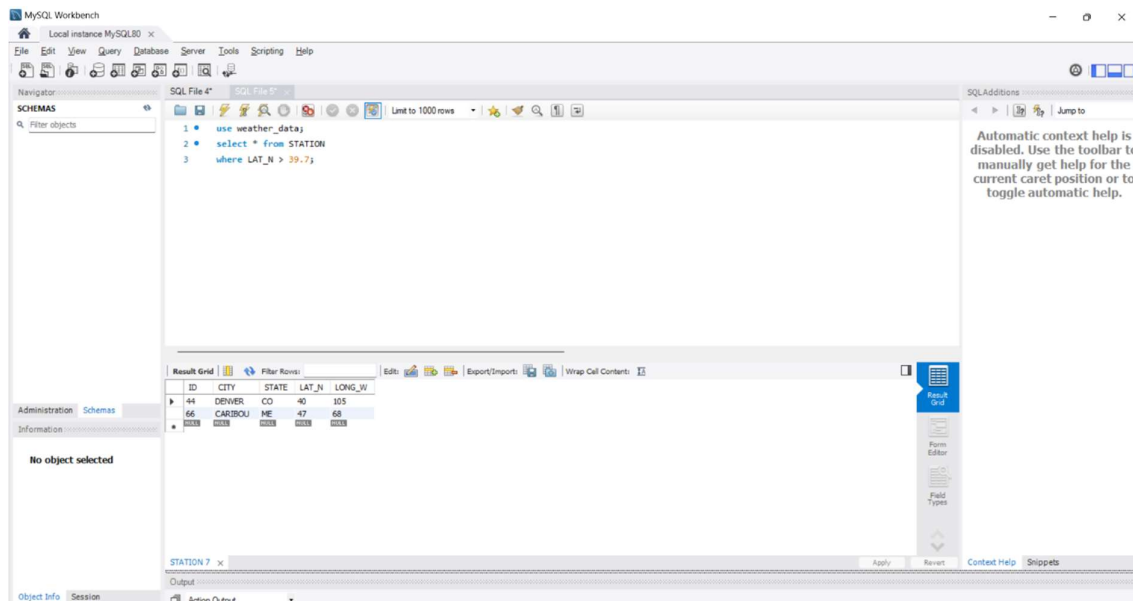 MySQL Workbench
Local instance MySQL80 ×
File Edit View Query Database Server Tools Scripting Help
Navigator
SCHEMAS
Filter objects
Administration Schemas
Information
No object selected
Object Info Session
SQL File 4* SQL File 5* ×
Limit to 1000 rows
1 use weather_data;
2 select * from STATION
3 where LAT_N > 39.7;
Result Grid Filter Rows: Edit: Export/Import: Wrap Cell Content:
ID CITY STATE LAT_N LONG_W
44 DENVER CO 40 105
66 CARIBOU ME 47 68
NULL NULL NULL NULL NULL
Result
Grid
Form
Editor
Field
Types
STATION 7 × Apply Revert
Output
Action Output
SQLAdditions
Jump to
Automatic context help is
disabled. Use the toolbar to
manually get help for the
current caret position or to
toggle automatic help.
Context Help Snippets